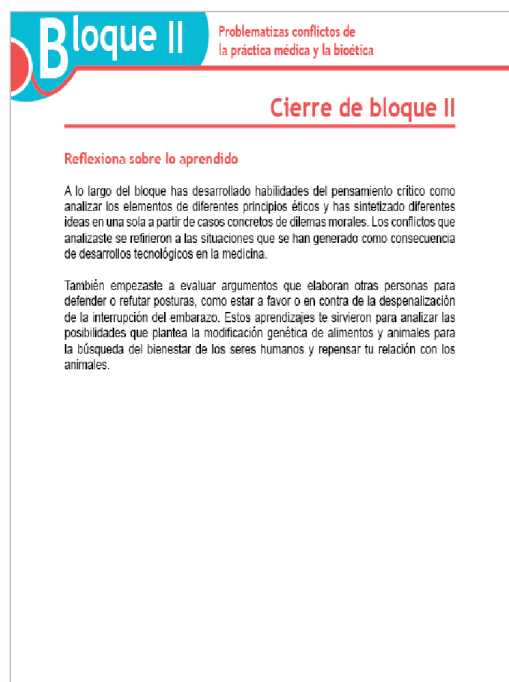 Bloque II
Problematizas conflictos de
la práctica médica y la bioética
Cierre de bloque II
Reflexiona sobre lo aprendido
A lo largo del bloque has desarrollado habilidades del pensamiento crítico como
analizar los elementos de diferentes principios éticos y has sintetizado diferentes
ideas en una sola a partir de casos concretos de dilemas morales. Los conflictos que
analizaste se refirieron a las situaciones que se han generado como consecuencia
de desarrollos tecnológicos en la medicina.
También empezaste a evaluar argumentos que elaboran otras personas para
defender o refutar posturas, como estar a favor o en contra de la despenalización
de la interrupción del embarazo. Estos aprendizajes te sirvieron para analizar las
posibilidades que plantea la modificación genética de alimentos y animales para
la búsqueda del bienestar de los seres humanos y repensar tu relación con los
animales.